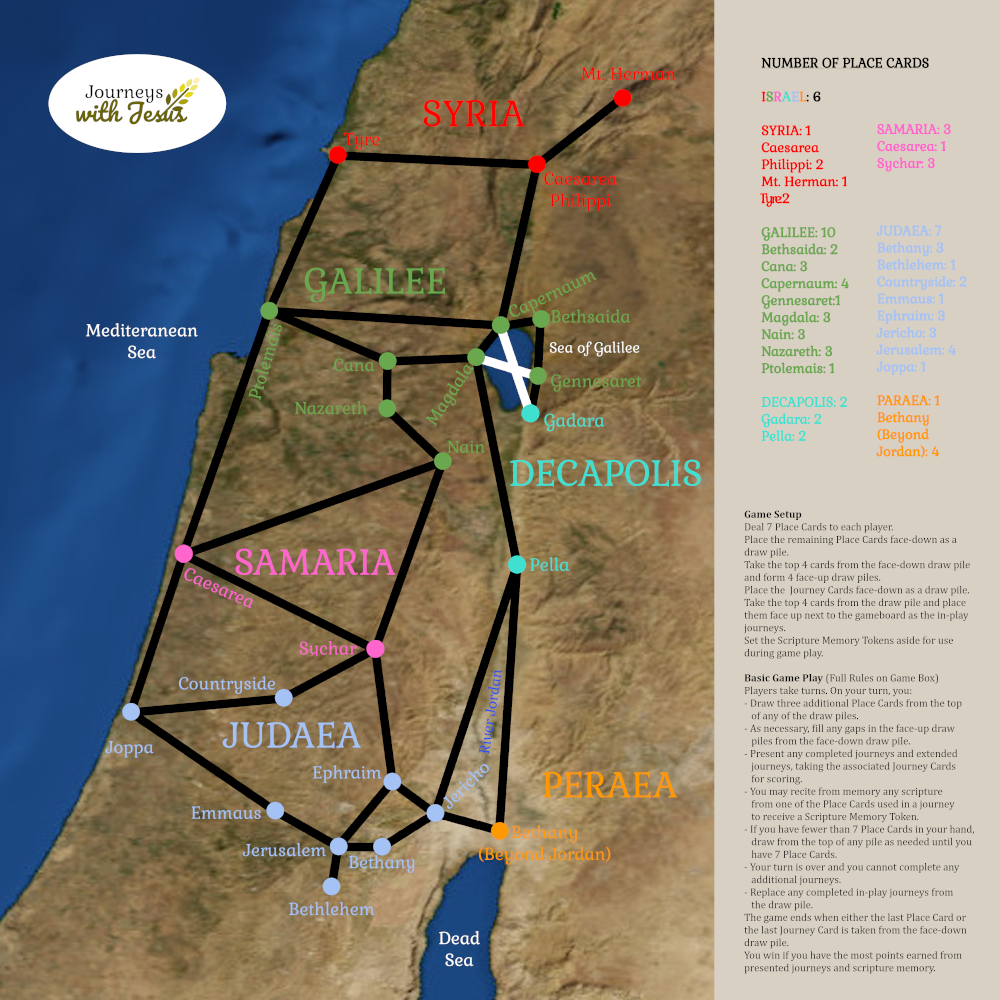 Journeys
with Jesus
Mt. Herman
SYRIA
Tyre
Caesarea
Philippi
GALILEE
Capernaum
Bethsaida
Mediteranean
Sea
Sea of Galilee
Ptolemais
Cana
Magdala
Gennesaret
Nazareth
Gadara
Nain
DECAPOLIS
SAMARIA
Pella
Caesarea
Sychar
Countryside
River Jordan
JUDAEA
Joppa
Ephraim
Jericho
PERAEA
Emmaus
Bethany
(Beyond Jordan)
Jerusalem
Bethany
Bethlehem
Dead
Sea
NUMBER OF PLACE CARDS
ISRAEL: 6
SYRIA: 1
Caesarea
Philippi: 2
Mt. Herman: 1
Tyre2
SAMARIA: 3
Caesarea: 1
Sychar: 3
GALILEE: 10
Bethsaida: 2
Cana: 3
Capernaum: 4
Gennesaret:1
Magdala: 3
Nain: 3
Nazareth: 3
Ptolemais: 1
JUDAEA: 7
Bethany: 3
Bethlehem: 1
Countryside: 2
Emmaus: 1
Ephraim: 3
Jericho: 3
Jerusalem: 4
Joppa: 1
DECAPOLIS: 2
Gadara: 2
Pella: 2
PARAEA: 1
Bethany
(Beyond
Jordan): 4
Game Setup
Deal 7 Place Cards to each player.
Place the remaining Place Cards face-down as a
draw pile.
Take the top 4 cards from the face-down draw pile
and form 4 face-up draw piles.
Place the Journey Cards face-down as a draw pile.
Take the top 4 cards from the draw pile and place
them face up next to the gameboard as the in-play
journeys.
Set the Scripture Memory Tokens aside for use
during game play.
Basic Game Play (Full Rules on Game Box)
Players take turns. On your turn, you:
- Draw three additional Place Cards from the top
of any of the draw piles.
- As necessary, fill any gaps in the face-up draw
piles from the face-down draw pile.
- Present any completed journeys and extended
journeys, taking the associated Journey Cards
for scoring.
- You may recite from memory any scripture
from one of the Place Cards used in a journey
to receive a Scripture Memory Token.
- If you have fewer than 7 Place Cards in your hand,
draw from the top of any pile as needed until you
have 7 Place Cards.
- Your turn is over and you cannot complete any
additional journeys.
- Replace any completed in-play journeys from
the draw pile.
The game ends when either the last Place Card or
the last Journey Card is taken from the face-down
draw pile.
You win if you have the most points earned from
presented journeys and scripture memory.